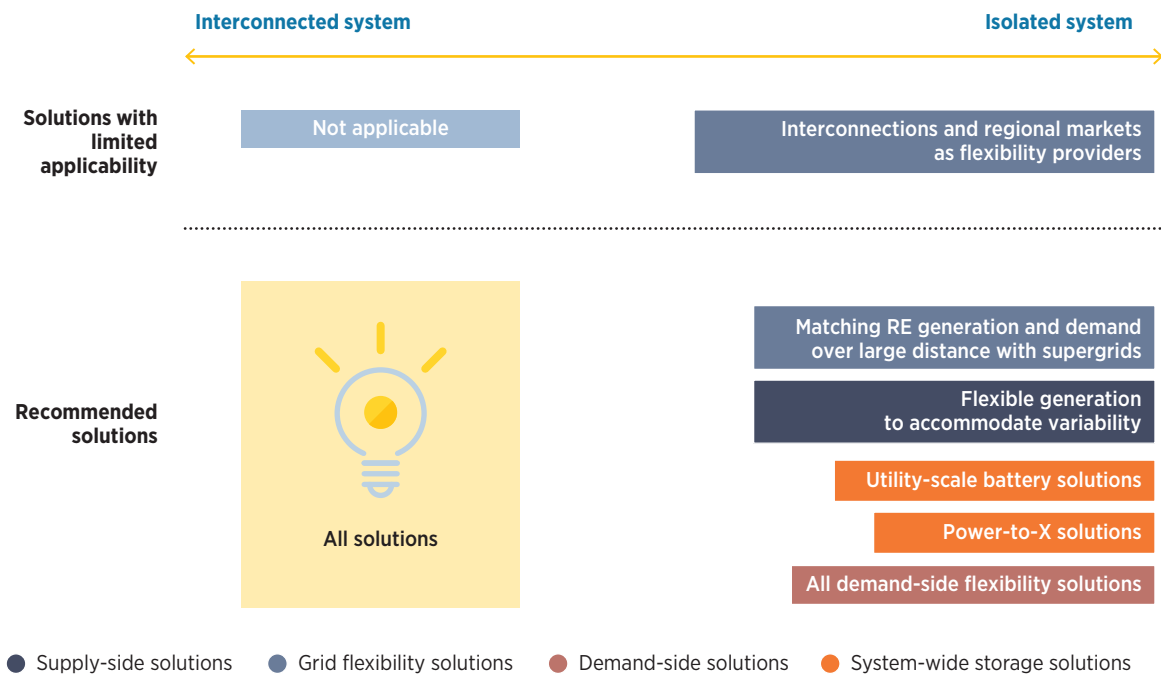 Interconnected system
Isolated system
Solutions with
limited
applicability
Not applicable
Interconnections and regional markets
as flexibility providers
Recommended
solutions
All solutions
Matching RE generation and demand
over large distance with supergrids
Flexible generation
to accommodate variability
Utility-scale battery solutions
Power-to-X solutions
All demand-side flexibility solutions
Supply-side solutions
Grid flexibility solutions
Demand-side solutions
System-wide storage solutions